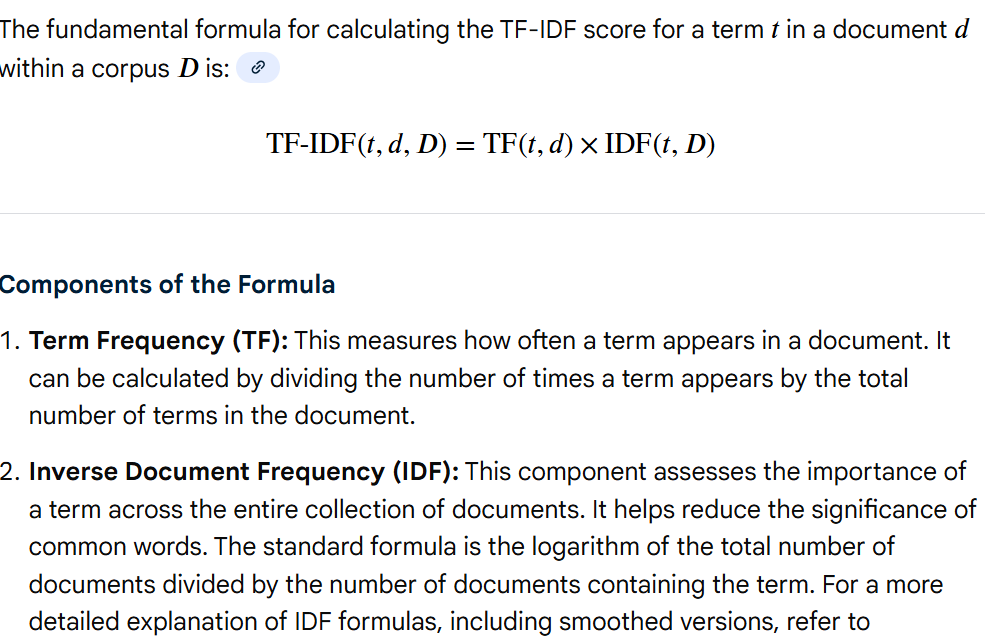 The fundamental formula for calculating the TF-IDF score for a term t in a document d
within a corpus D is:
TF-IDF(t, d, D) = TF(t, d) × IDF(t, D)
Components of the Formula
1. Term Frequency (TF): This measures how often a term appears in a document. It
can be calculated by dividing the number of times a term appears by the total
number of terms in the document.
2. Inverse Document Frequency (IDF): This component assesses the importance of
a term across the entire collection of documents. It helps reduce the significance of
common words. The standard formula is the logarithm of the total number of
documents divided by the number of documents containing the term. For a more
detailed explanation of IDF formulas, including smoothed versions, refer to